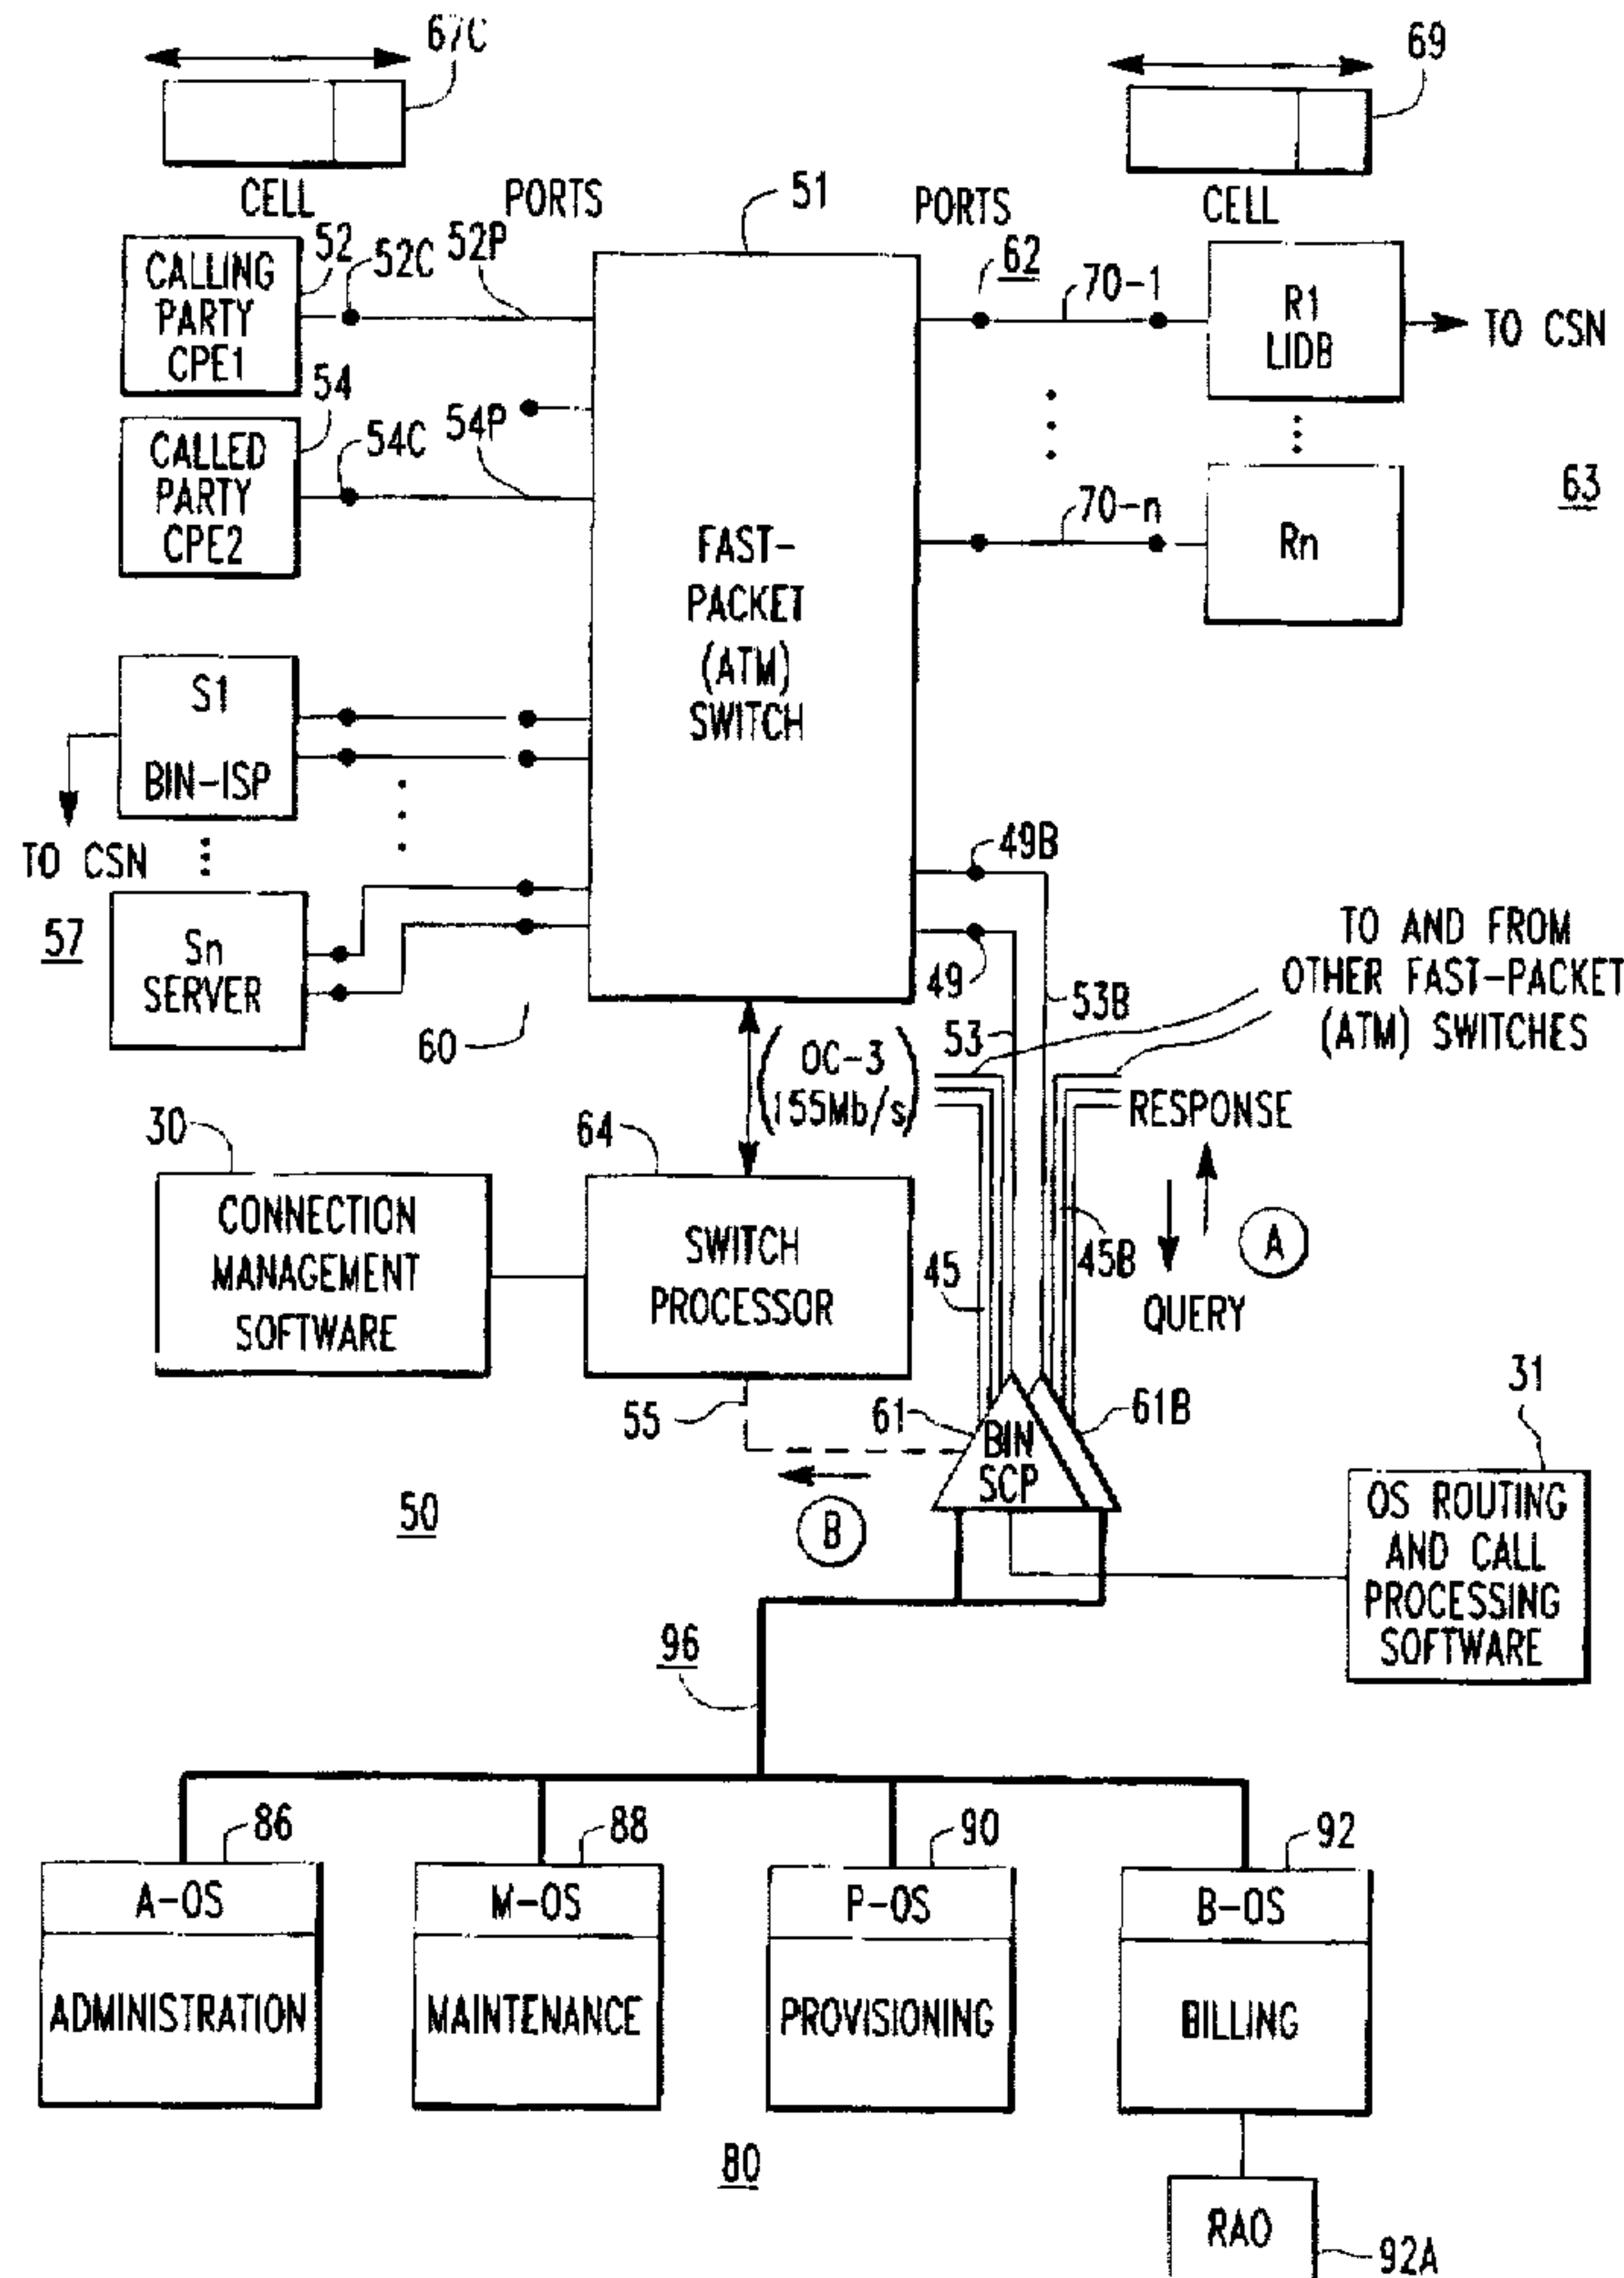 67C
69
CELL
PORTS
51
PORTS
CELL
CALLING
PARTY
CPE1
52
52C
52P
62
70-1
R1
LIDB
TO CSN
CALLED
PARTY
CPE2
54
54C
54P
70-n
Rn
63
FAST-
PACKET
(ATM)
SWITCH
S1
BIN-ISP
TO CSN
57
Sn
SERVER
60
49B
49
53
53B
TO AND FROM
OTHER FAST-PACKET
(ATM) SWITCHES
(OC-3
155Mb/s)
RESPONSE
A
QUERY
45
45B
30
CONNECTION
MANAGEMENT
SOFTWARE
64
SWITCH
PROCESSOR
55
61
BIN
SCP
61B
31
OS ROUTING
AND CALL
PROCESSING
SOFTWARE
50
B
96
86
88
90
92
A-OS
ADMINISTRATION
M-OS
MAINTENANCE
P-OS
PROVISIONING
B-OS
BILLING
80
RAO
92A